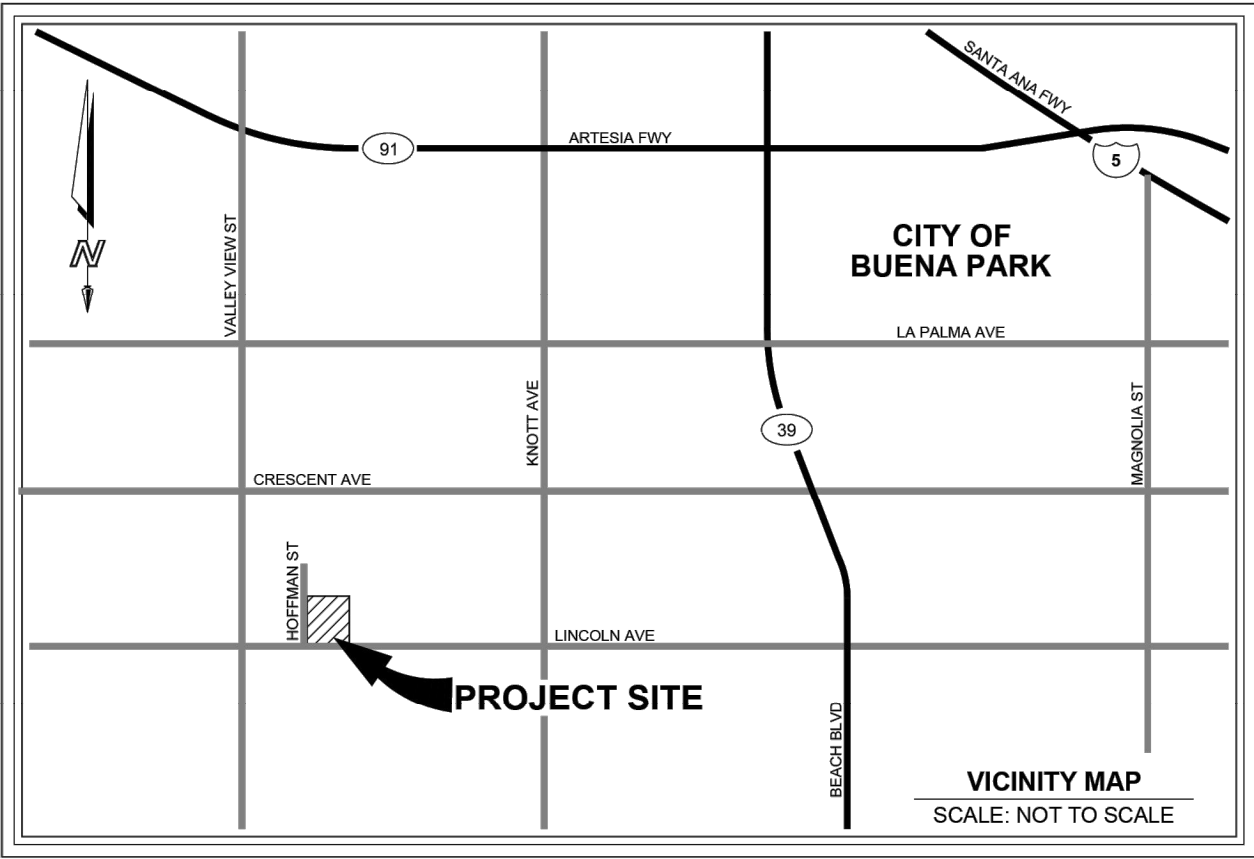 SANTA ANA FWY
ARTESIA FWY
91
5
VALLEY VIEW ST
N
CITY OF
BUENA PARK
LA PALMA AVE
KNOTT AVE
39
MAGNOLIA ST
CRESCENT AVE
HOFFMAN ST
LINCOLN AVE
PROJECT SITE
BEACH BLVD
VICINITY MAP
SCALE: NOT TO SCALE